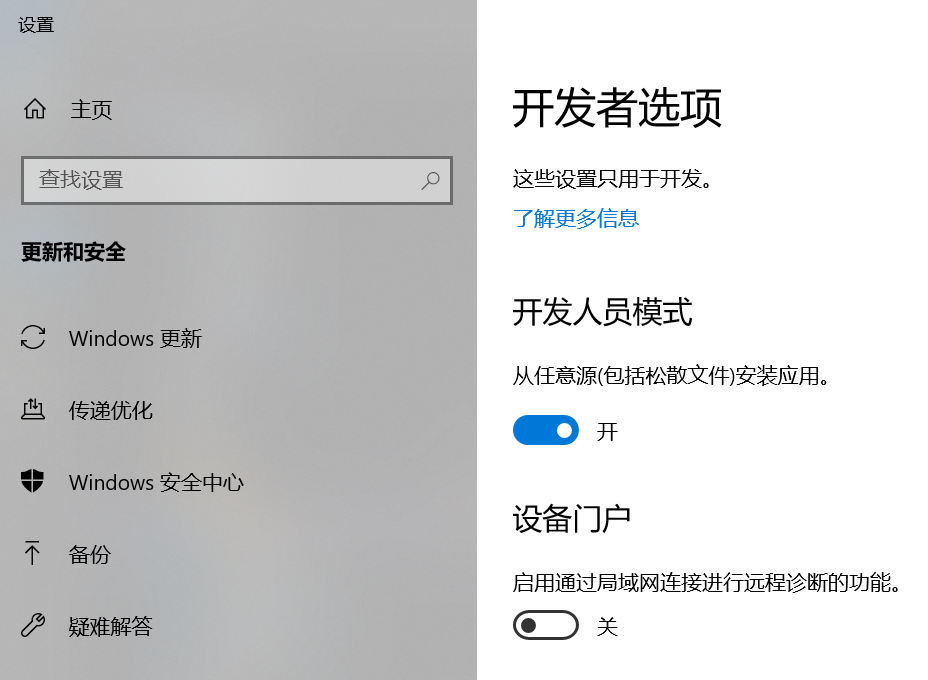 设置
主页
查找设置
更新和安全
Windows 更新
传递优化
Windows 安全中心
备份
疑难解答
开发者选项
这些设置只用于开发。
了解更多信息
开发人员模式
从任意源(包括松散文件)安装应用。
开
设备门户
启用通过局域网连接进行远程诊断的功能。
关